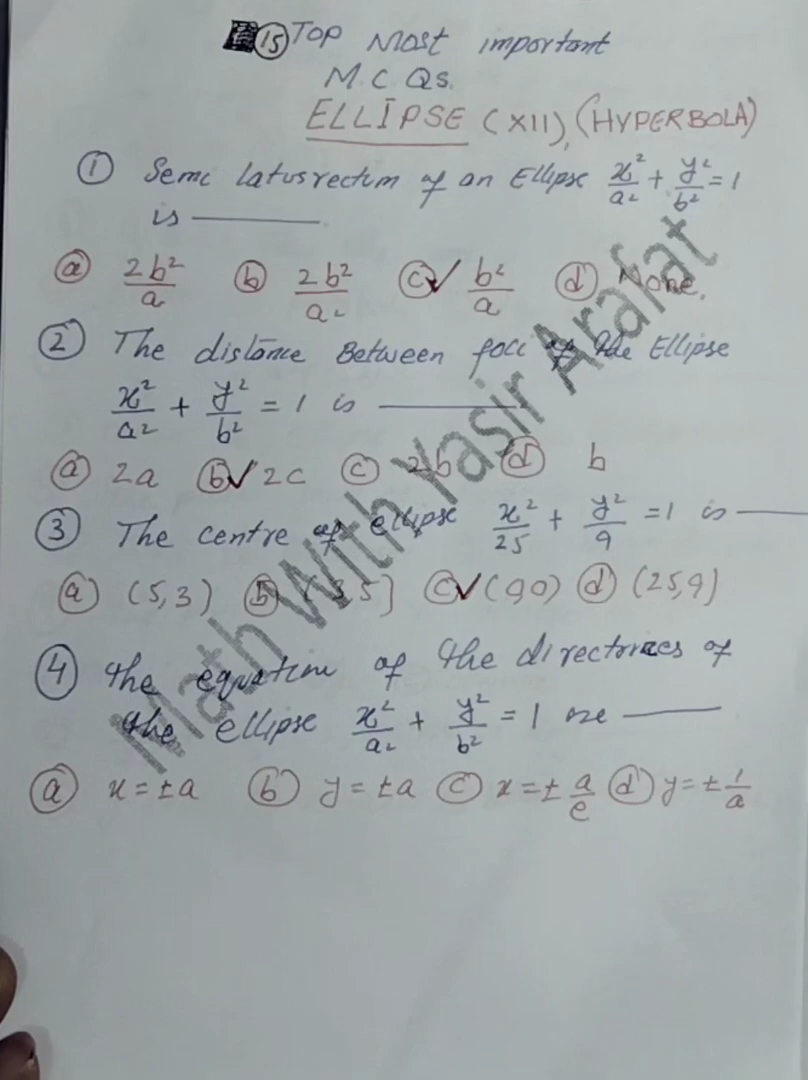 15 Top Most important
M.C.Qs.
ELLIPSE (XII), (HYPERBOLA)
① Semi latusrectum of an Ellipse x²/a² + y²/b² = 1
is ———
ⓐ 2b²/a ⓑ 2b²/a² ⓒ✓ b²/a ⓓ None.
② The distance Between foci of the Ellipse
x²/a² + y²/b² = 1 is ———
ⓐ 2a ⓑ✓ 2c ⓒ 2b ⓓ b
③ The centre of ellipse x²/25 + y²/9 = 1 is ———
ⓐ (5,3) ⓑ (3,5] ⓒ✓ (0,0) ⓓ (25,9)
④ the equation of the directrices of
the ellipse x²/a² + y²/b² = 1 are ———
ⓐ x = ±a ⓑ y = ±a ⓒ x = ± a/e ⓓ y = ± 1/a
Math With Yasir Arafat